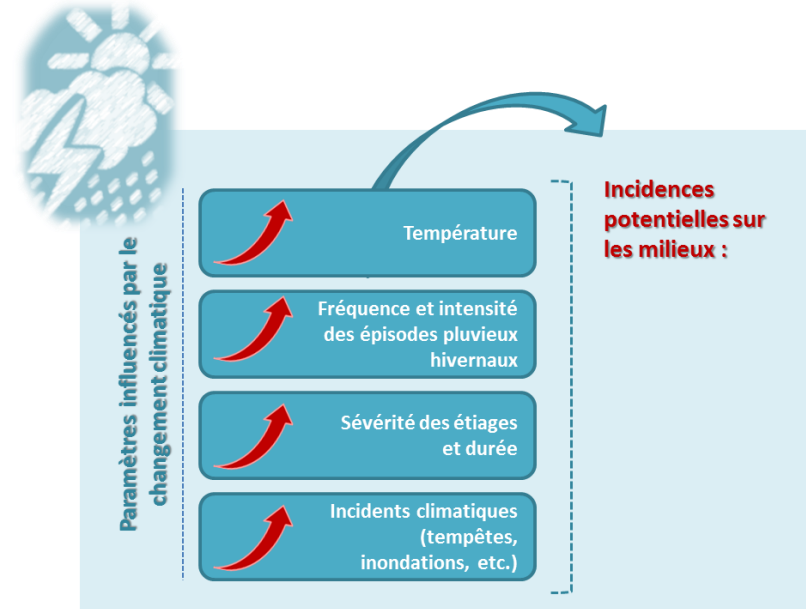 Paramètres influencés par le
changement climatique
Température
Fréquence et intensité
des épisodes pluvieux
hivernaux
Sévérité des étiages
et durée
Incidents climatiques
(tempêtes,
inondations, etc.)
Incidences
potentielles sur
les milieux :